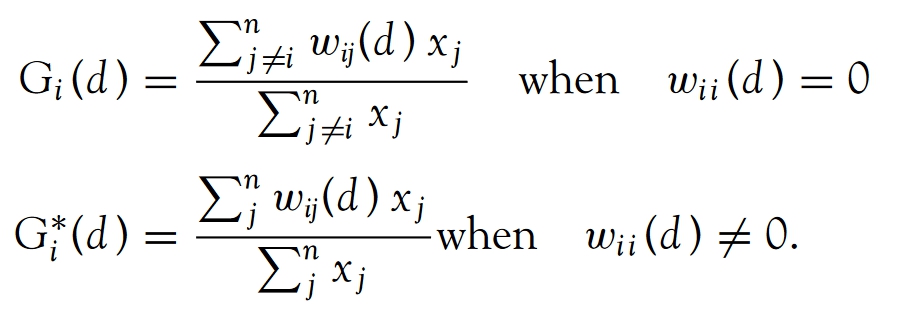 G_i(d) = \frac{\sum_{j \neq i}^{n} w_{ij}(d) x_j}{\sum_{j \neq i}^{n} x_j} when w_{ii}(d) = 0
G_i^*(d) = \frac{\sum_{j}^{n} w_{ij}(d) x_j}{\sum_{j}^{n} x_j} when w_{ii}(d) \neq 0.